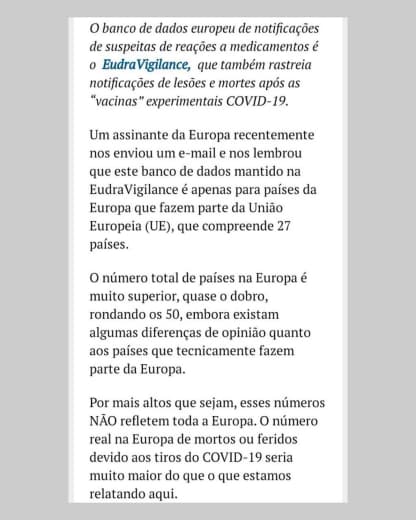 O banco de dados europeu de notificações
de suspeitas de reações a medicamentos é
o EudraVigilance, que também rastreia
notificações de lesões e mortes após as
“vacinas” experimentais COVID-19.
Um assinante da Europa recentemente
nos enviou um e-mail e nos lembrou
que este banco de dados mantido na
EudraVigilance é apenas para países da
Europa que fazem parte da União
Europeia (UE), que compreende 27
países.
O número total de países na Europa é
muito superior, quase o dobro,
rondando os 50, embora existam
algumas diferenças de opinião quanto
aos países que tecnicamente fazem
parte da Europa.
Por mais altos que sejam, esses números
NÃO refletem toda a Europa. O número
real na Europa de mortos ou feridos
devido aos tiros do COVID-19 seria
muito maior do que o que estamos
relatando aqui.